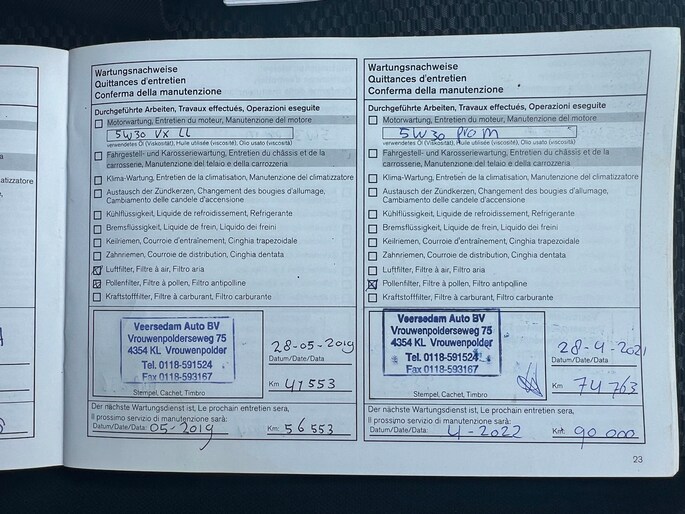 Wartungsnachweise
Quittances d'entretien
Conferma della manutenzione
Durchgeführte Arbeiten, Travaux effectués, Operazioni eseguite
Motorwartung, Entretien du moteur, Manutenzione del motore
5W30 VX LL
verwendetes Öl (Viskosität), Huile utilisée (viscosité), Olio usato (viscosità)
Fahrgestell- und Karosseriewartung, Entretien du châssis et de la
carrosserie, Manutenzione del telaio e della carrozzeria
Klima-Wartung, Entretien de la climatisation, Manutenzione del climatizzatore
Austausch der Zündkerzen, Changement des bougies d'allumage,
Cambiamento delle candele d'accensione
Kühlflüssigkeit, Liquide de refroidissement, Refrigerante
Bremsflüssigkeit, Liquide de frein, Liquido dei freini
Keilriemen, Courroie d'entraînement, Cinghia trapezoidale
Zahnriemen, Courroie de distribution, Cinghia dentata
Luftfilter, Filtre à air, Filtro aria
Pollenfilter, Filtre à pollen, Filtro antipolline
Kraftstofffilter, Filtre à carburant, Filtro carburante
Veersedam Auto BV
Vrouwenpolderseweg 75
4354 KL Vrouwenpolder
Tel. 0118-591524
Fax 0118-593167
Stempel, Cachet, Timbro
28-05-2019
Datum/Date/Data
Km 41553
Der nächste Wartungsdienst ist, Le prochain entretien sera,
Il prossimo servizio di manutenzione sarà:
Datum/Date/Data: 05-2019 Km: 56553
Wartungsnachweise
Quittances d'entretien
Conferma della manutenzione
Durchgeführte Arbeiten, Travaux effectués, Operazioni eseguite
Motorwartung, Entretien du moteur, Manutenzione del motore
5W30 pro m
verwendetes Öl (Viskosität), Huile utilisée (viscosité), Olio usato (viscosità)
Fahrgestell- und Karosseriewartung, Entretien du châssis et de la
carrosserie, Manutenzione del telaio e della carrozzeria
Klima-Wartung, Entretien de la climatisation, Manutenzione del climatizzatore
Austausch der Zündkerzen, Changement des bougies d'allumage,
Cambiamento delle candele d'accensione
Kühlflüssigkeit, Liquide de refroidissement, Refrigerante
Bremsflüssigkeit, Liquide de frein, Liquido dei freini
Keilriemen, Courroie d'entraînement, Cinghia trapezoidale
Zahnriemen, Courroie de distribution, Cinghia dentata
Luftfilter, Filtre à air, Filtro aria
Pollenfilter, Filtre à pollen, Filtro antipolline
Kraftstofffilter, Filtre à carburant, Filtro carburante
Veersedam Auto BV
Vrouwenpolderseweg 75
4354 KL Vrouwenpolder
Tel. 0118-591524
Fax 0118-593167
Stempel, Cachet, Timbro
28-4-2021
Datum/Date/Data
Km 74763
Der nächste Wartungsdienst ist, Le prochain entretien sera,
Il prossimo servizio di manutenzione sarà:
Datum/Date/Data: 4-2022 Km: 90 000
23